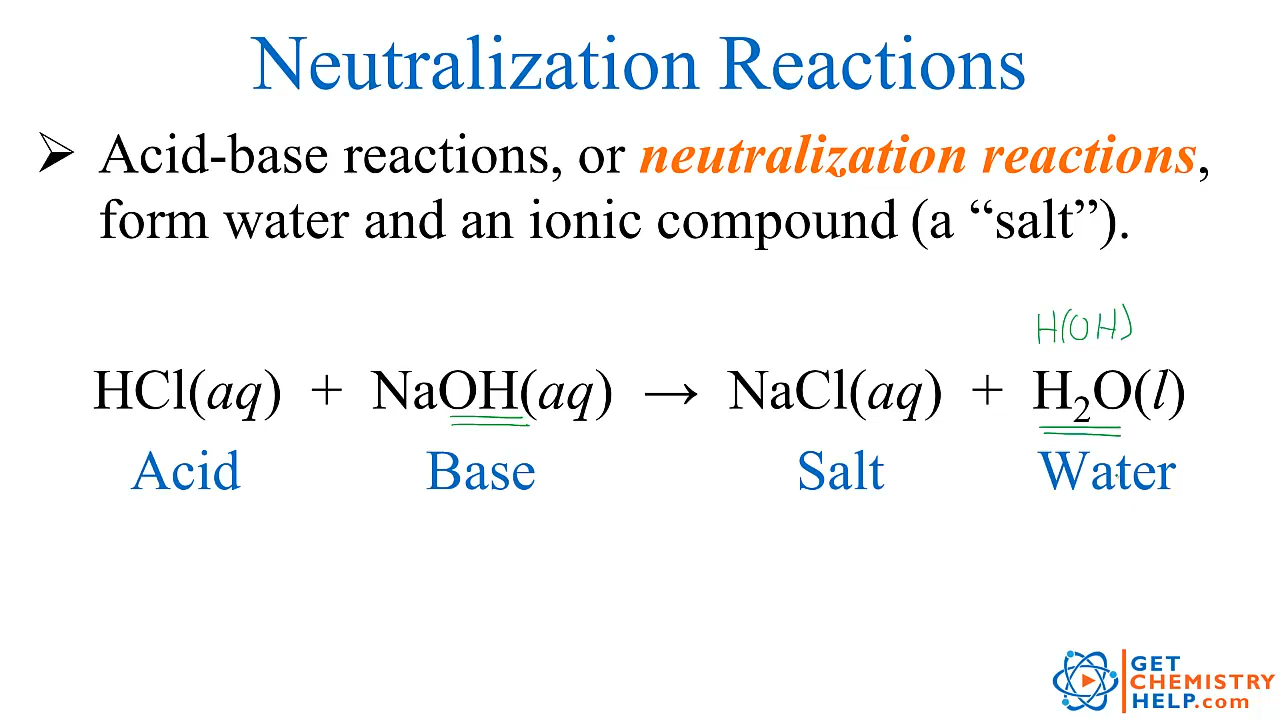 Neutralization Reactions
➢ Acid-base reactions, or neutralization reactions,
form water and an ionic compound (a “salt”).
H(OH)
HCl(aq) + NaOH(aq) → NaCl(aq) + H₂O(l)
Acid Base Salt Water
GET
CHEMISTRY
HELP.com